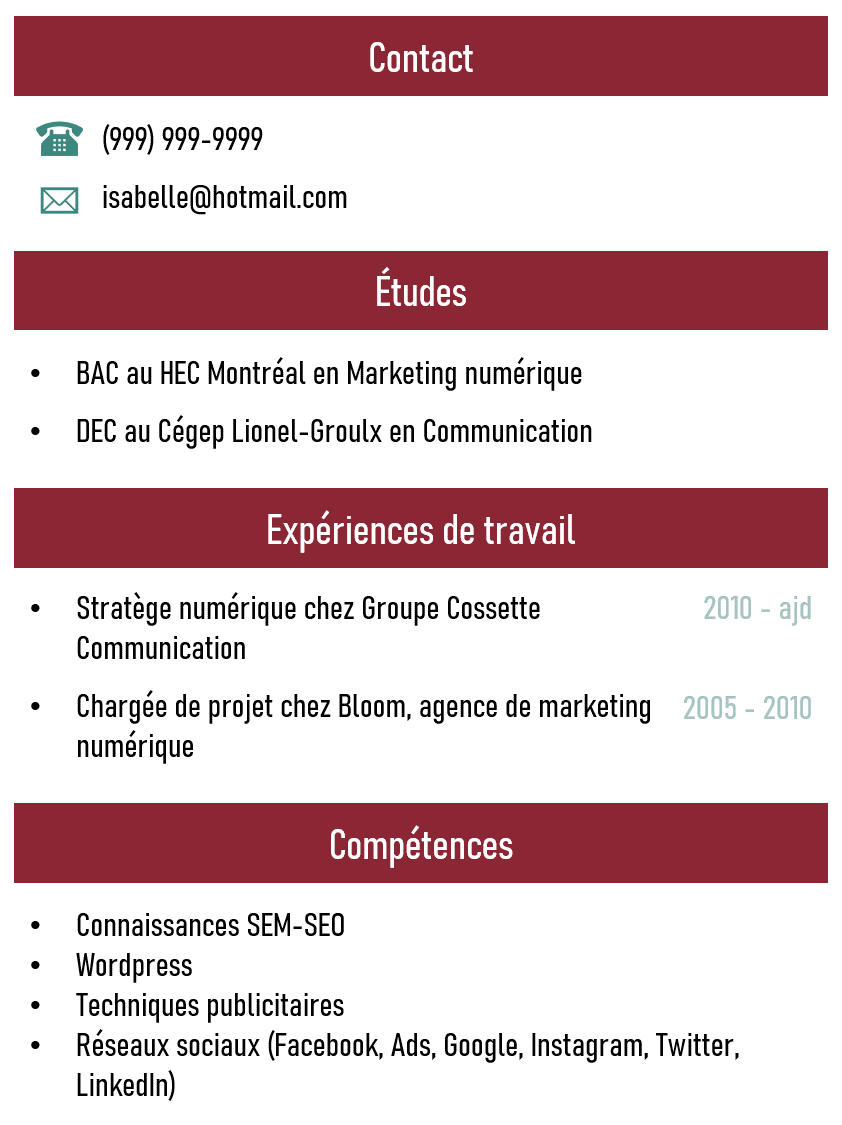 Contact
(999) 999-9999
isabelle@hotmail.com
Études
• BAC au HEC Montréal en Marketing numérique
• DEC au Cégep Lionel-Groulx en Communication
Expériences de travail
• Stratège numérique chez Groupe Cossette 2010 - ajd
Communication
• Chargée de projet chez Bloom, agence de marketing 2005 - 2010
numérique
Compétences
• Connaissances SEM-SEO
• Wordpress
• Techniques publicitaires
• Réseaux sociaux (Facebook, Ads, Google, Instagram, Twitter,
LinkedIn)